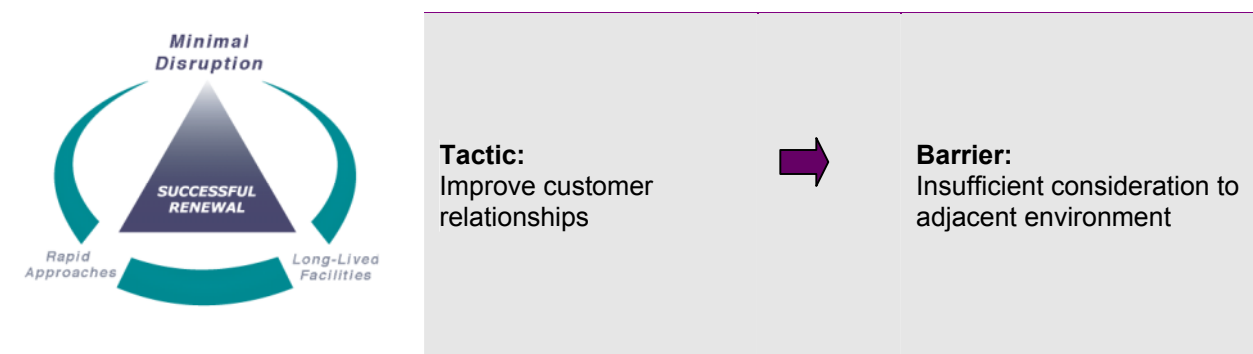 Minimal
Disruption
SUCCESSFUL
RENEWAL
Rapid
Approaches
Long-Lived
Facilities
Tactic:
Improve customer
relationships
Barrier:
Insufficient consideration to
adjacent environment